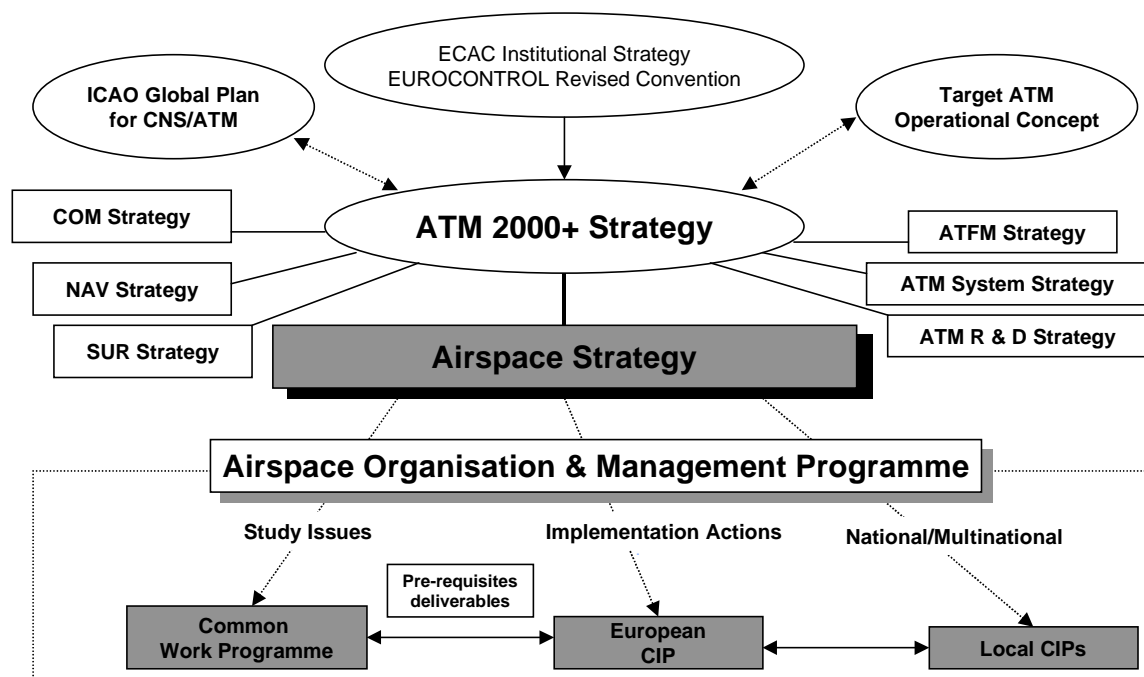 ECAC Institutional Strategy
EUROCONTROL Revised Convention
ICAO Global Plan
for CNS/ATM
Target ATM
Operational Concept
COM Strategy
ATM 2000+ Strategy
ATFM Strategy
NAV Strategy
ATM System Strategy
SUR Strategy
ATM R & D Strategy
Airspace Strategy
Airspace Organisation & Management Programme
Study Issues
Implementation Actions
National/Multinational
Pre-requisites
deliverables
Common
Work Programme
European
CIP
Local CIPs